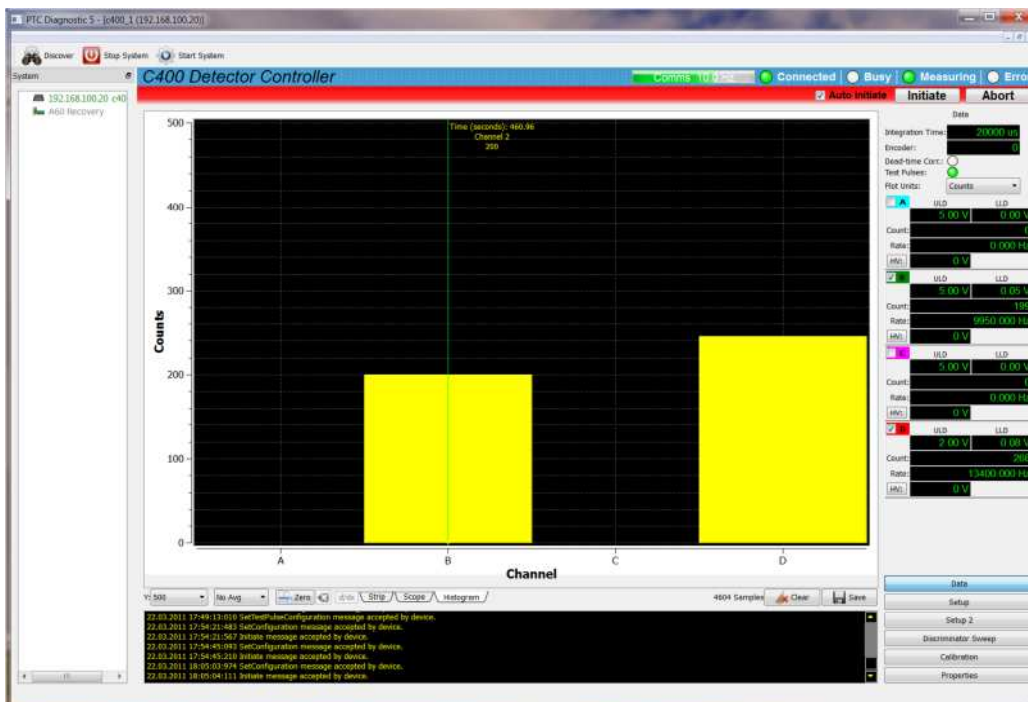 PTC Diagnostic 5 - [c400_1 (192.168.100.20)]
Discover Stop System Start System
System
192.168.100.20 c40
A60 Recovery
C400 Detector Controller
Connected Busy Measuring Erro
Auto Initiate Initiate Abort
Time (seconds): 460.96
Channel 2
200
500
400
300
200
100
0
Counts
A B C D
Channel
Data
Integration Time: 20000 us
Encoder: 0
Dead-time Corr.:
Test Pulses:
Plot Units: Counts
A ULD LLD
5.00 V 0.00 V
Count:
Rate: 0.000 Hz
HV: 0 V
ULD LLD
5.00 V 0.05 V
Count: 199
Rate: 9950.000 Hz
HV: 0 V
C ULD LLD
5.00 V 0.00 V
Count:
Rate: 0.000 Hz
HV: 0 V
ULD LLD
2.00 V 0.08 V
Count: 268
Rate: 13400.000 Hz
HV: 0 V
Y: 500 No Avg Zero Strip Scope Histogram 4604 Samples Clear Save
22.03.2011 17:49:13:010 SetTestPulseConfiguration message accepted by device.
22.03.2011 17:54:21:483 SetConfiguration message accepted by device.
22.03.2011 17:54:21:567 Initiate message accepted by device.
22.03.2011 17:54:45:093 SetConfiguration message accepted by device.
22.03.2011 17:54:45:210 Initiate message accepted by device.
22.03.2011 18:05:03:974 SetConfiguration message accepted by device.
22.03.2011 18:05:04:111 Initiate message accepted by device.
Data
Setup
Setup 2
Discriminator Sweep
Calibration
Properties